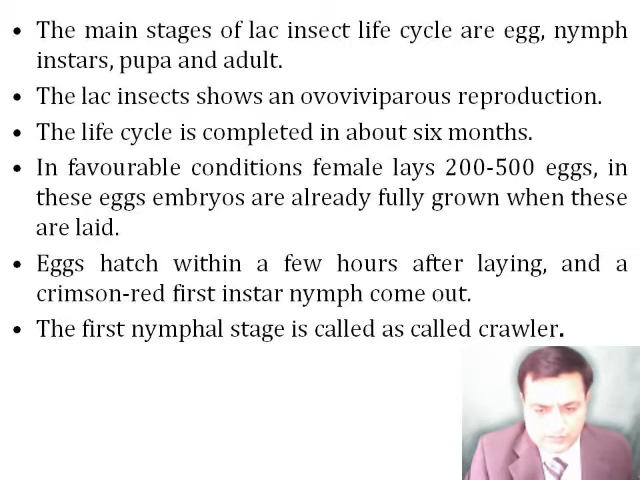 • The main stages of lac insect life cycle are egg, nymph
instars, pupa and adult.
• The lac insects shows an ovoviviparous reproduction.
• The life cycle is completed in about six months.
• In favourable conditions female lays 200-500 eggs, in
these eggs embryos are already fully grown when these
are laid.
• Eggs hatch within a few hours after laying, and a
crimson-red first instar nymph come out.
• The first nymphal stage is called as called crawler.